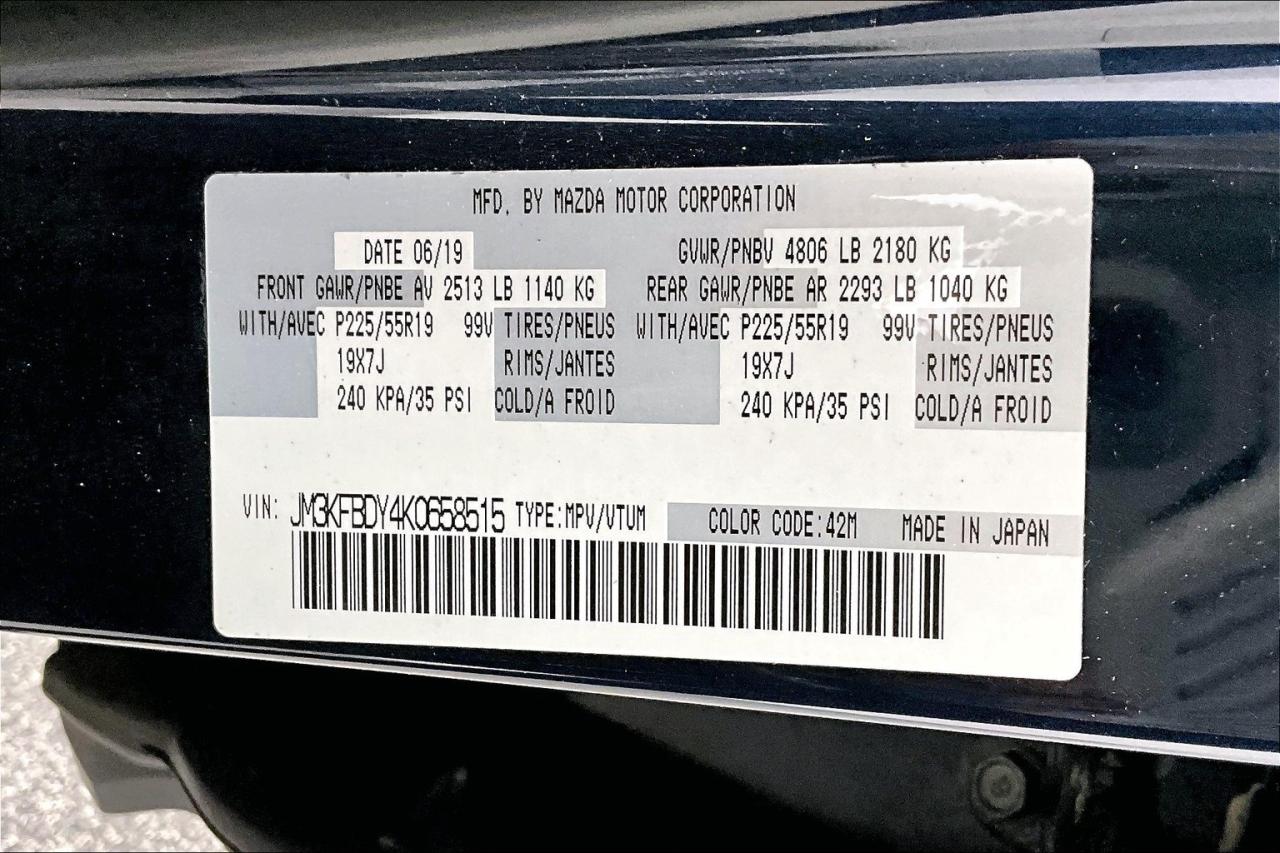 MFD. BY MAZDA MOTOR CORPORATION
DATE 06/19 GVWR/PNBV 4806 LB 2180 KG
FRONT GAWR/PNBE AV 2513 LB 1140 KG REAR GAWR/PNBE AR 2293 LB 1040 KG
WITH/AVEC P225/55R19 99V TIRES/PNEUS WITH/AVEC P225/55R19 99V TIRES/PNEUS
19X7J RIMS/JANTES 19X7J RIMS/JANTES
240 KPA/35 PSI COLD/A FROID 240 KPA/35 PSI COLD/A FROID
VIN: JM3KFBDY4K0658515 TYPE:MPV/VTUM COLOR CODE:42M MADE IN JAPAN